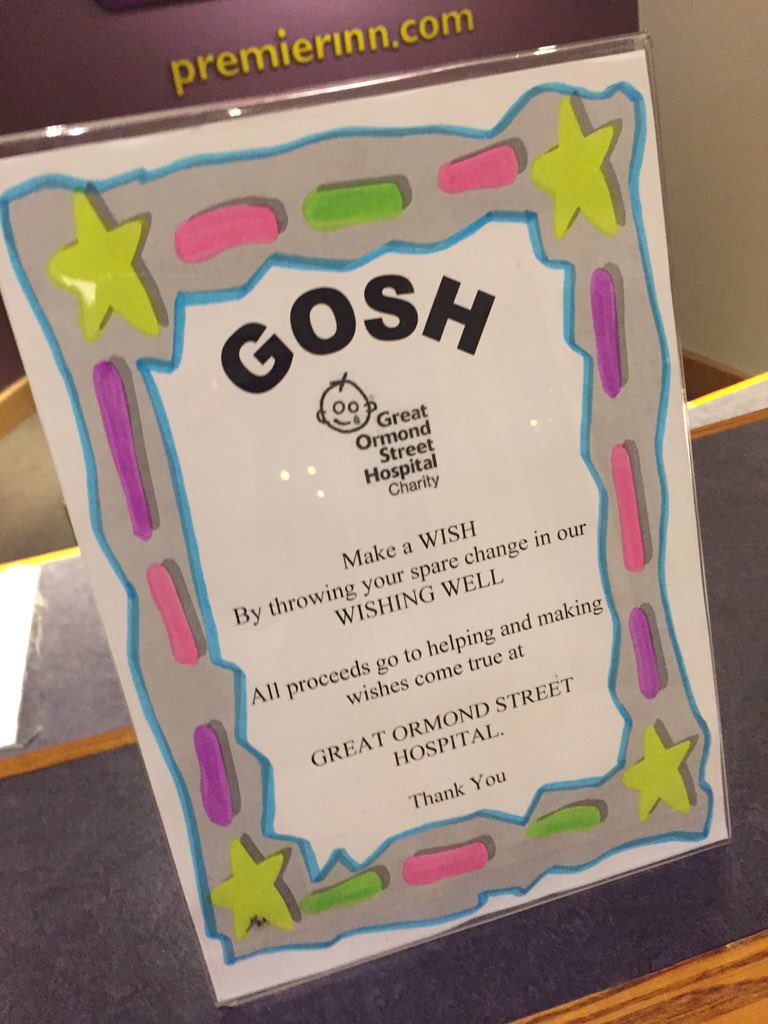 premierinn.com
GOSH
Great
Ormond
Street
Hospital
Charity
Make a WISH
By throwing your spare change in our
WISHING WELL
All proceeds go to helping and making
wishes come true at
GREAT ORMOND STREET
HOSPITAL.
Thank You